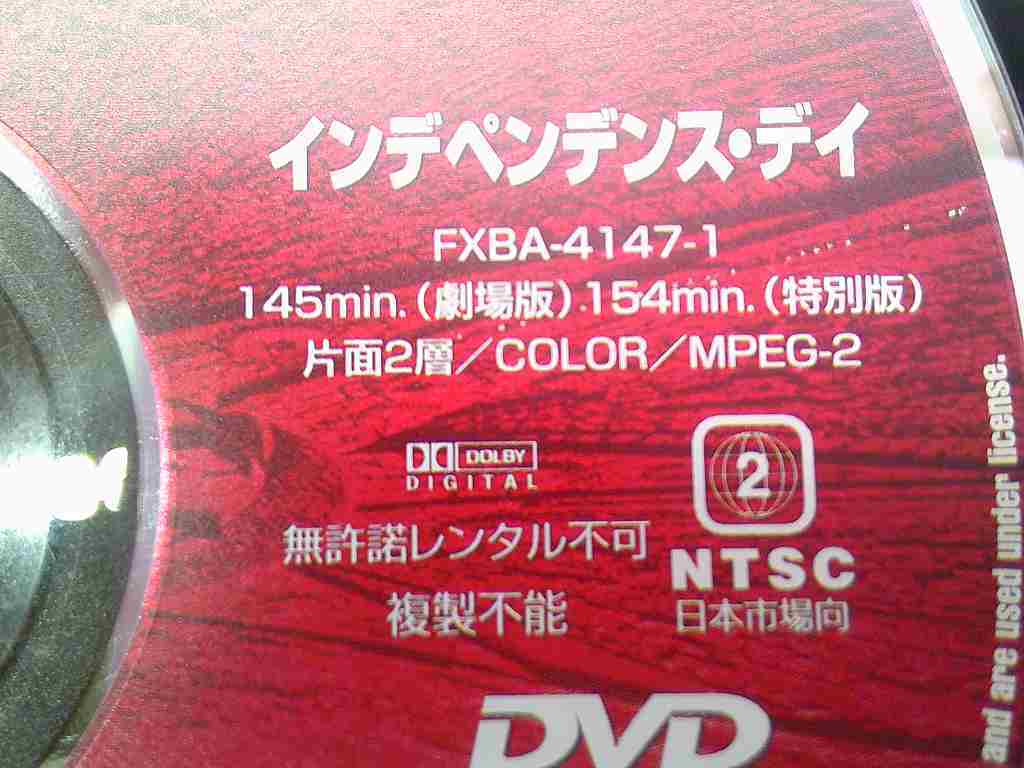 インデペンデンス・デイ
FXBA-4147-1
145min.(劇場版) 154min.(特別版)
片面2層／COLOR／MPEG-2
DOLBY
DIGITAL
2
NTSC
無許諾レンタル不可
日本市場向
複製不能
DVD
and are used under license.